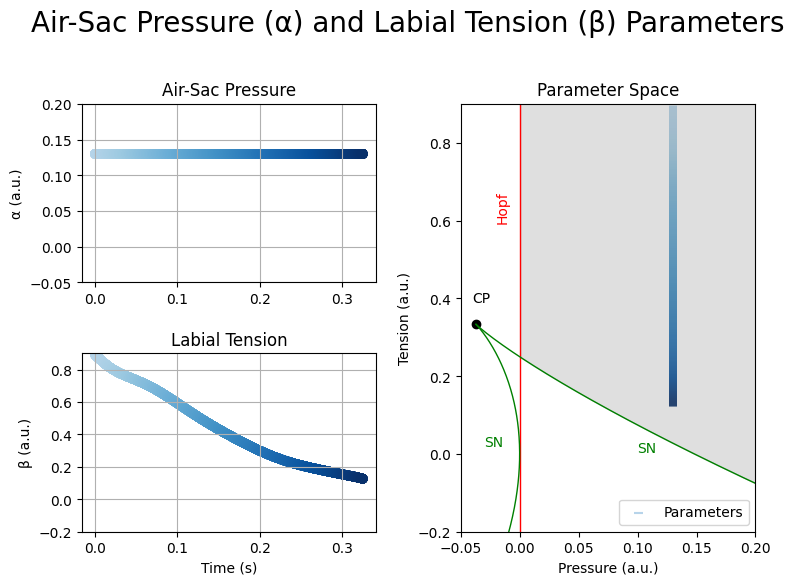 Air-Sac Pressure (α) and Labial Tension (β) Parameters
Air-Sac Pressure
α (a.u.)
0.20
0.15
0.10
0.05
0.00
−0.05
0.0 0.1 0.2 0.3
Labial Tension
β (a.u.)
0.8
0.6
0.4
0.2
0.0
−0.2
0.0 0.1 0.2 0.3
Time (s)
Parameter Space
Tension (a.u.)
0.8
0.6
0.4
0.2
0.0
−0.2
Hopf
CP
SN
SN
Parameters
−0.05 0.00 0.05 0.10 0.15 0.20
Pressure (a.u.)